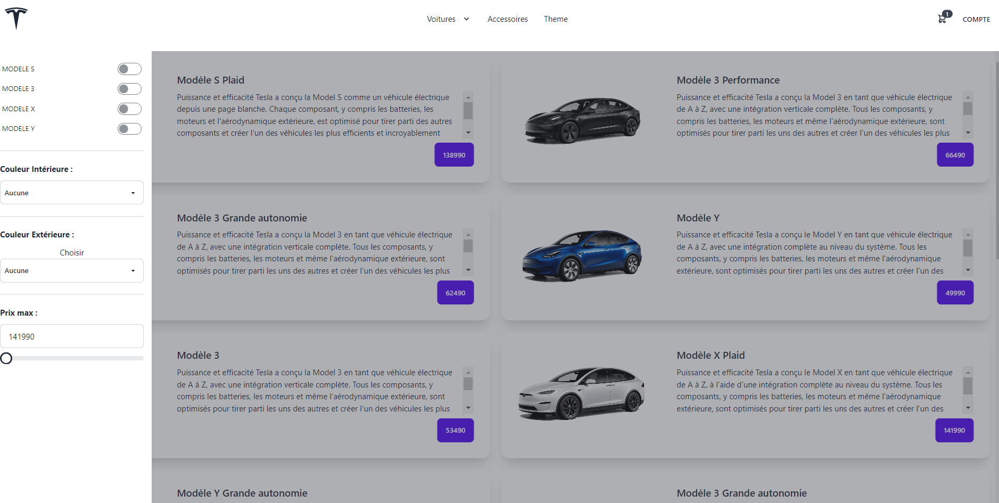 Voitures
Accessoires
Theme
1
COMPTE
MODELE S
MODELE 3
MODELE X
MODELE Y
Couleur Intérieure :
Aucune
Couleur Extérieure :
Choisir
Aucune
Prix max :
141990
Modèle S Plaid
Puissance et efficacité Tesla a conçu la Model S comme un véhicule électrique
depuis une page blanche. Chaque composant, y compris les batteries, les
moteurs et l'aérodynamique extérieure, est optimisé pour tirer parti des autres
composants et créer l'un des véhicules les plus efficients et incroyablement
138990
Modèle 3 Performance
Puissance et efficacité Tesla a conçu la Model 3 en tant que véhicule électrique
de A à Z, avec une intégration verticale complète. Tous les composants, y
compris les batteries, les moteurs et même l'aérodynamique extérieure, sont
optimisés pour tirer parti les uns des autres et créer l'un des véhicules les plus
66490
Modèle 3 Grande autonomie
Puissance et efficacité Tesla a conçu la Model 3 en tant que véhicule électrique
de A à Z, avec une intégration verticale complète. Tous les composants, y
compris les batteries, les moteurs et même l'aérodynamique extérieure, sont
optimisés pour tirer parti les uns des autres et créer l'un des véhicules les plus
62490
Modèle Y
Puissance et efficacité Tesla a conçu le Model Y en tant que véhicule électrique
de A à Z, avec une intégration complète au niveau du système. Tous les
composants, y compris les batteries, les moteurs et même l'aérodynamique
extérieure, sont optimisés pour tirer parti les uns des autres et créer l'un des
49990
Modèle 3
Puissance et efficacité Tesla a conçu la Model 3 en tant que véhicule électrique
de A à Z, avec une intégration verticale complète. Tous les composants, y
compris les batteries, les moteurs et même l'aérodynamique extérieure, sont
optimisés pour tirer parti les uns des autres et créer l'un des véhicules les plus
53490
Modèle X Plaid
Puissance et efficacité Tesla a conçu le Model X en tant que véhicule électrique
de A à Z, à l'aide d'une intégration complète au niveau du système. Tous les
composants, y compris les batteries, les moteurs et même l'aérodynamique
extérieure, sont optimisés pour tirer parti les uns des autres et créer l'un des
141990
Modèle Y Grande autonomie
Modèle 3 Grande autonomie